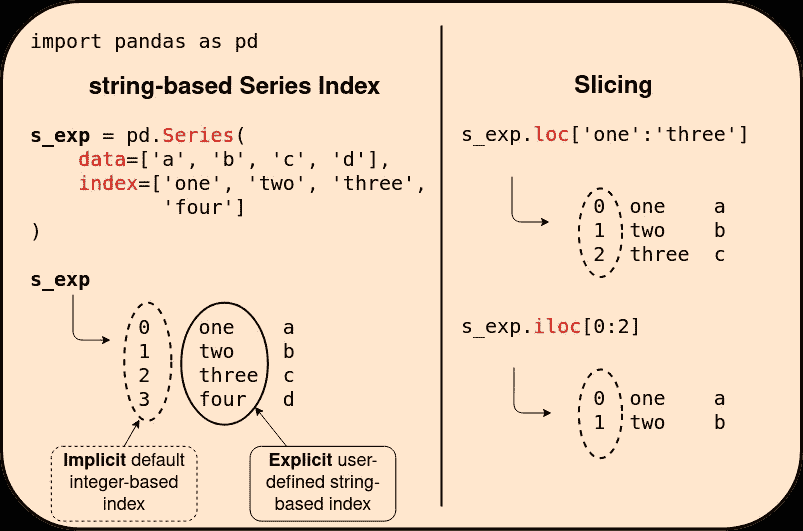 import pandas as pd
string-based Series Index
s_exp = pd.Series(
data=['a', 'b', 'c', 'd'],
index=['one', 'two', 'three',
'four']
)
s_exp
0 one a
1 two b
2 three c
3 four d
Implicit default
integer-based
index
Explicit user-
defined string-
based index
Slicing
s_exp.loc['one':'three']
0 one a
1 two b
2 three c
s_exp.iloc[0:2]
0 one a
1 two b